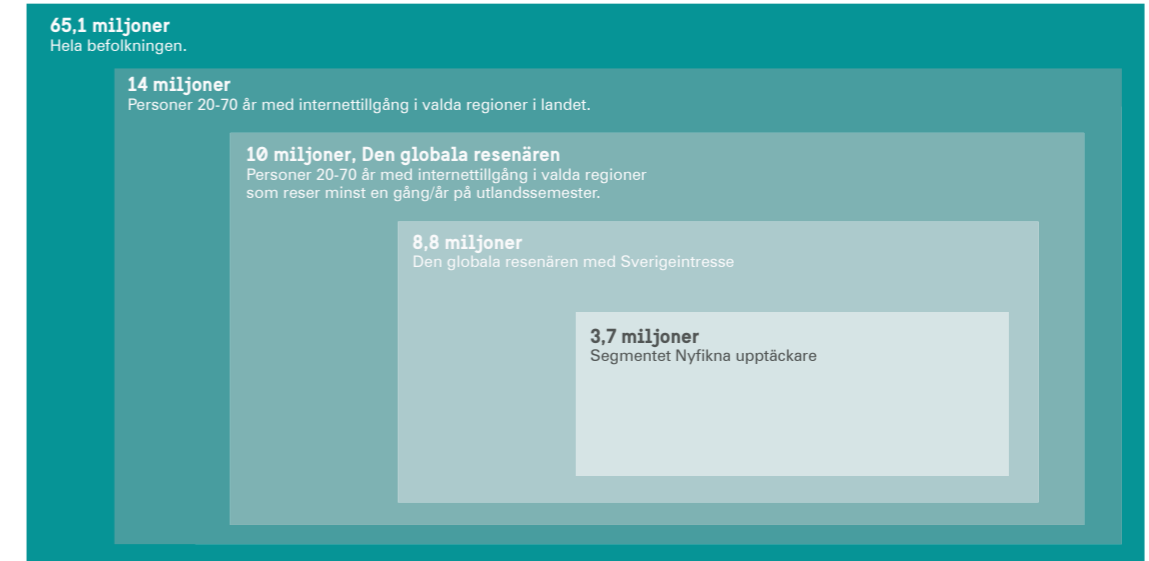 65,1 miljoner
Hela befolkningen.
14 miljoner
Personer 20-70 år med internettillgång i valda regioner i landet.
10 miljoner, Den globala resenären
Personer 20-70 år med internettillgång i valda regioner
som reser minst en gång/år på utlandssemester.
8,8 miljoner
Den globala resenären med Sverigeintresse
3,7 miljoner
Segmentet Nyfikna upptäckare